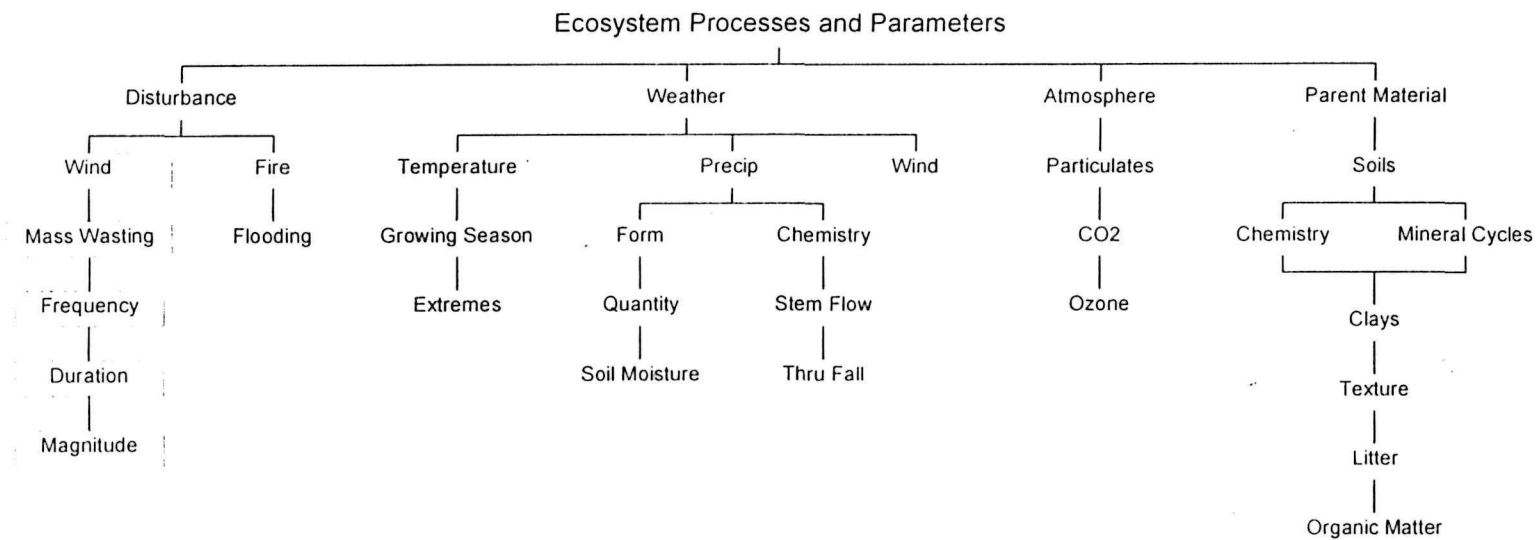 Ecosystem Processes and Parameters
Disturbance Weather Atmosphere Parent Material
Wind Fire Temperature Precip Wind Particulates Soils
Mass Wasting Flooding Growing Season Form Chemistry CO2 Chemistry Mineral Cycles
Frequency Extremes Quantity Stem Flow Ozone Clays
Duration Soil Moisture Thru Fall Texture
Magnitude Litter
Organic Matter